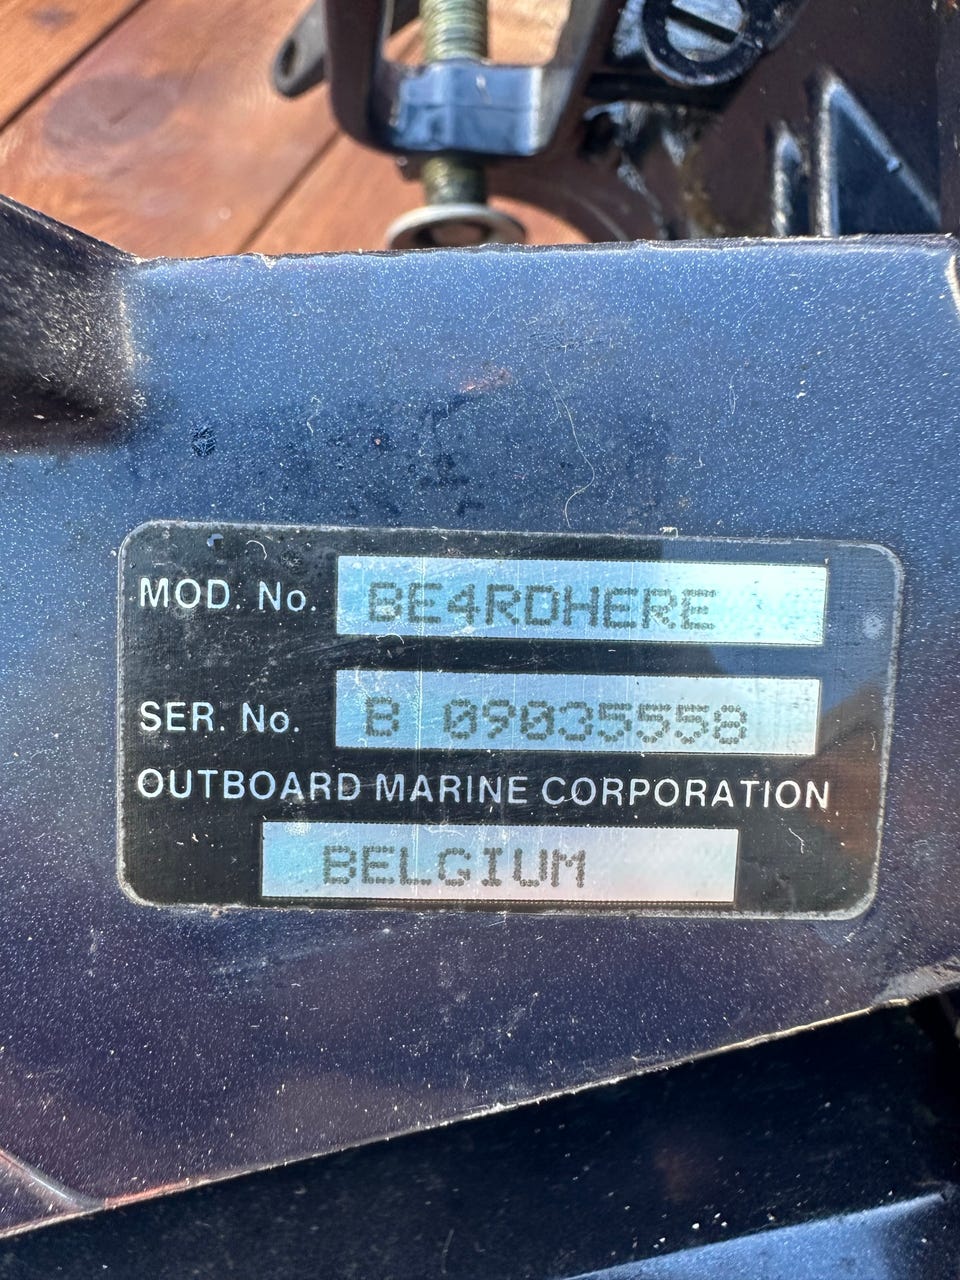 MOD. No. BE4RDHERE
SER. No. B 09035558
OUTBOARD MARINE CORPORATION
BELGIUM